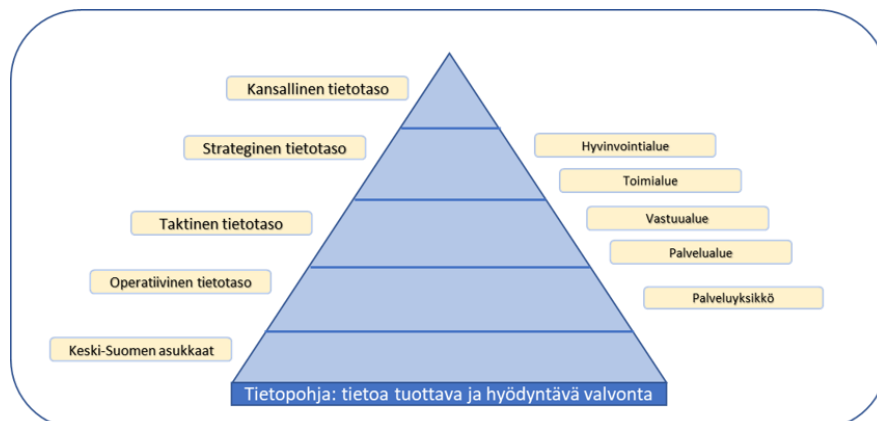 Kansallinen tietotaso
Strateginen tietotaso
Hyvinvointialue
Toimialue
Taktinen tietotaso
Vastuualue
Palvelualue
Operatiivinen tietotaso
Palveluyksikkö
Keski-Suomen asukkaat
Tietopohja: tietoa tuottava ja hyödyntävä valvonta